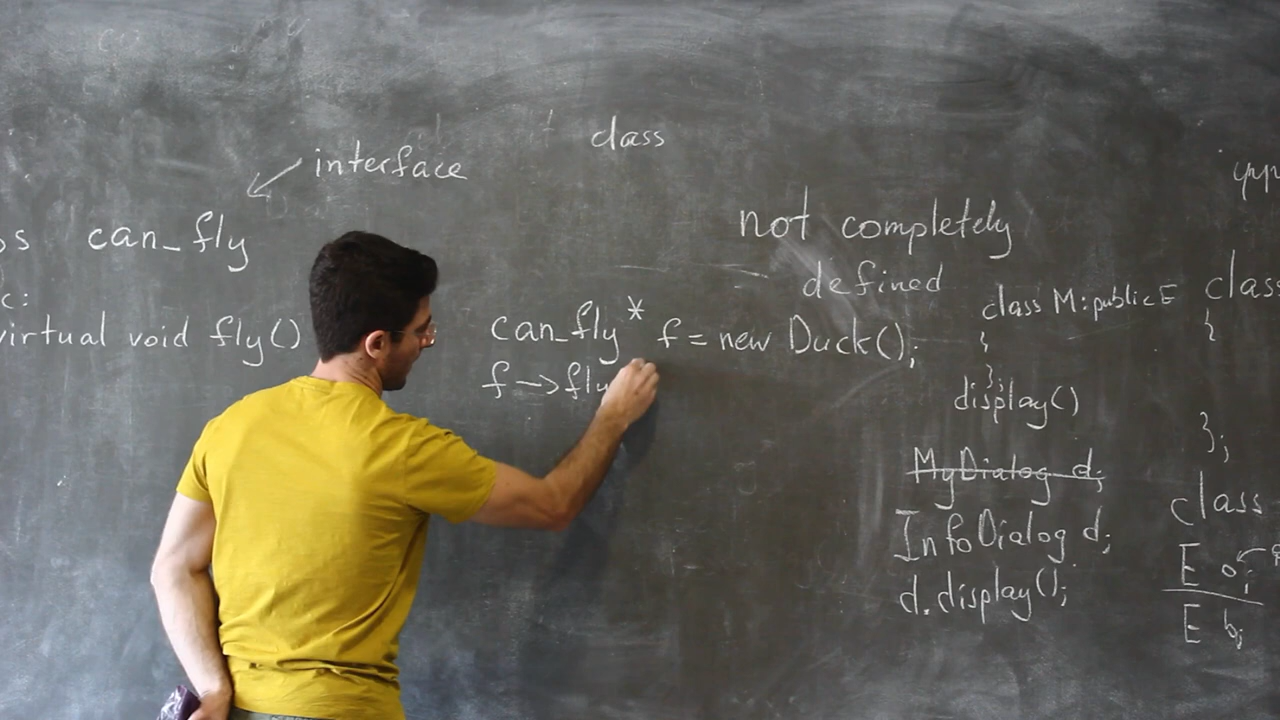 interface
can_fly
c:
virtual void fly()
class
not completely
defined
can_fly* f = new Duck();
f -> fly
class M: public E
{
};
display()
MyDialog d;
InfoDialog d;
d.display();
class
{
};
class
E o;
E b;